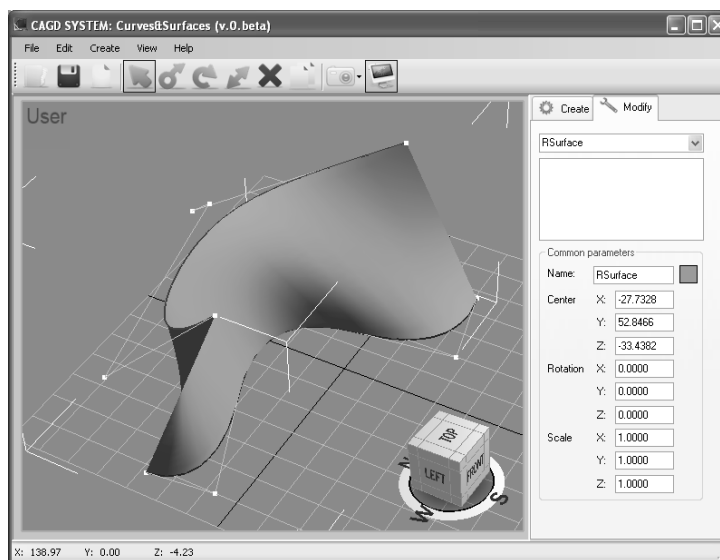 CAGD SYSTEM: Curves&Surfaces (v.0.beta)
File Edit Create View Help
User
Create Modify
RSurface
Common parameters
Name: RSurface
Center X: -27.7328
Y: 52.8466
Z: -33.4382
Rotation X: 0.0000
Y: 0.0000
Z: 0.0000
Scale X: 1.0000
Y: 1.0000
Z: 1.0000
TOP
LEFT FRONT
W S
X: 138.97 Y: 0.00 Z: -4.23